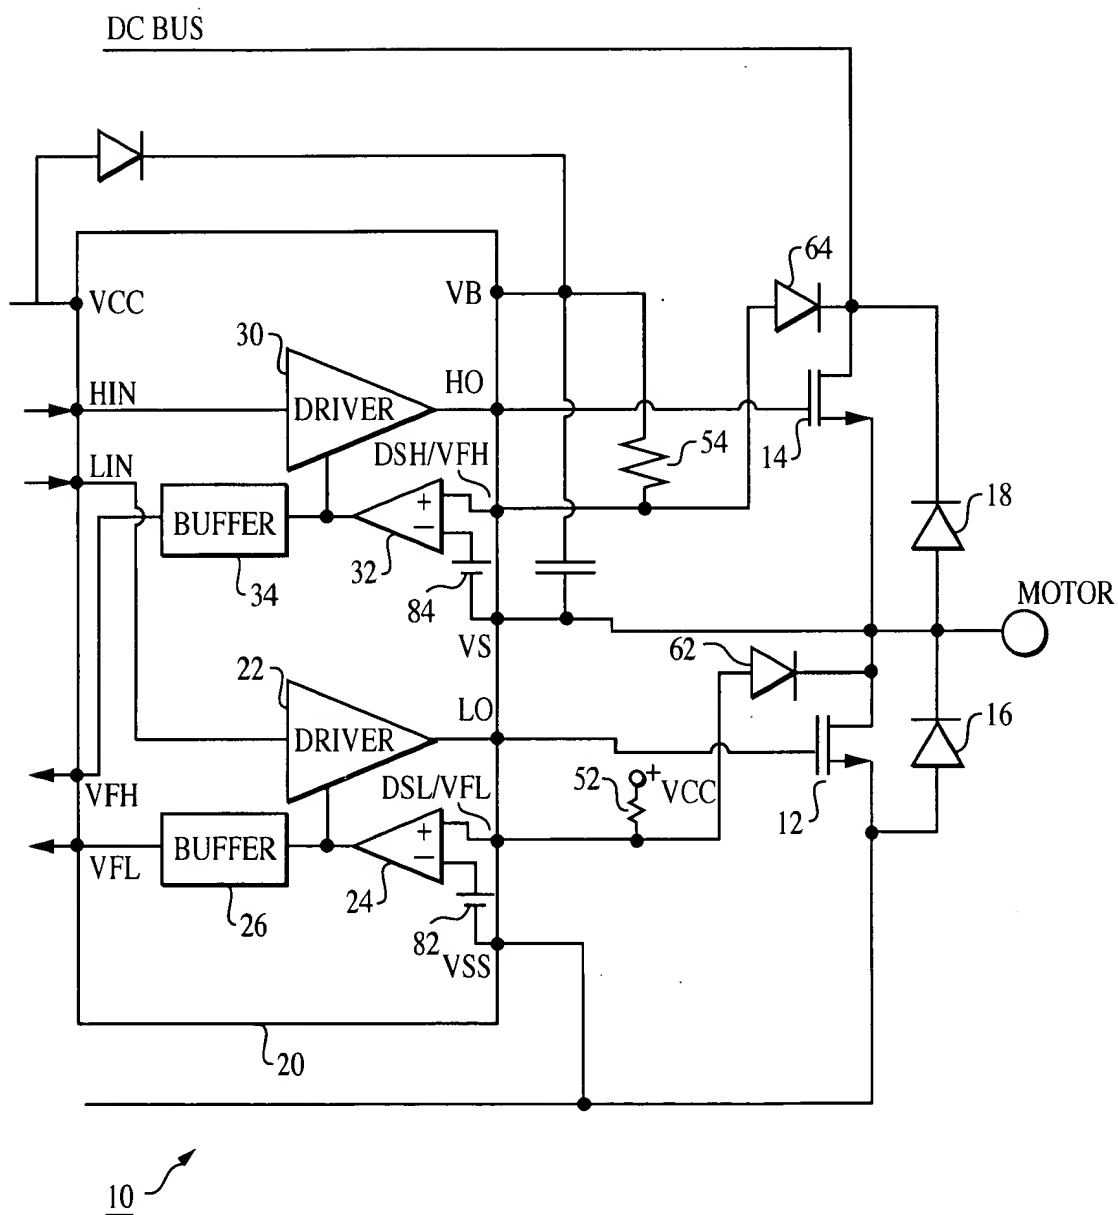 DC BUS
64
VCC
VB
30
HIN
DRIVER
HO
14
54
DSH/VFH
LIN
18
BUFFER
+
−
32
34
84
MOTOR
VS
62
22
LO
DRIVER
16
52
+
VCC
DSL/VFL
VFH
12
BUFFER
+
−
VFL
24
26
82
VSS
20
10